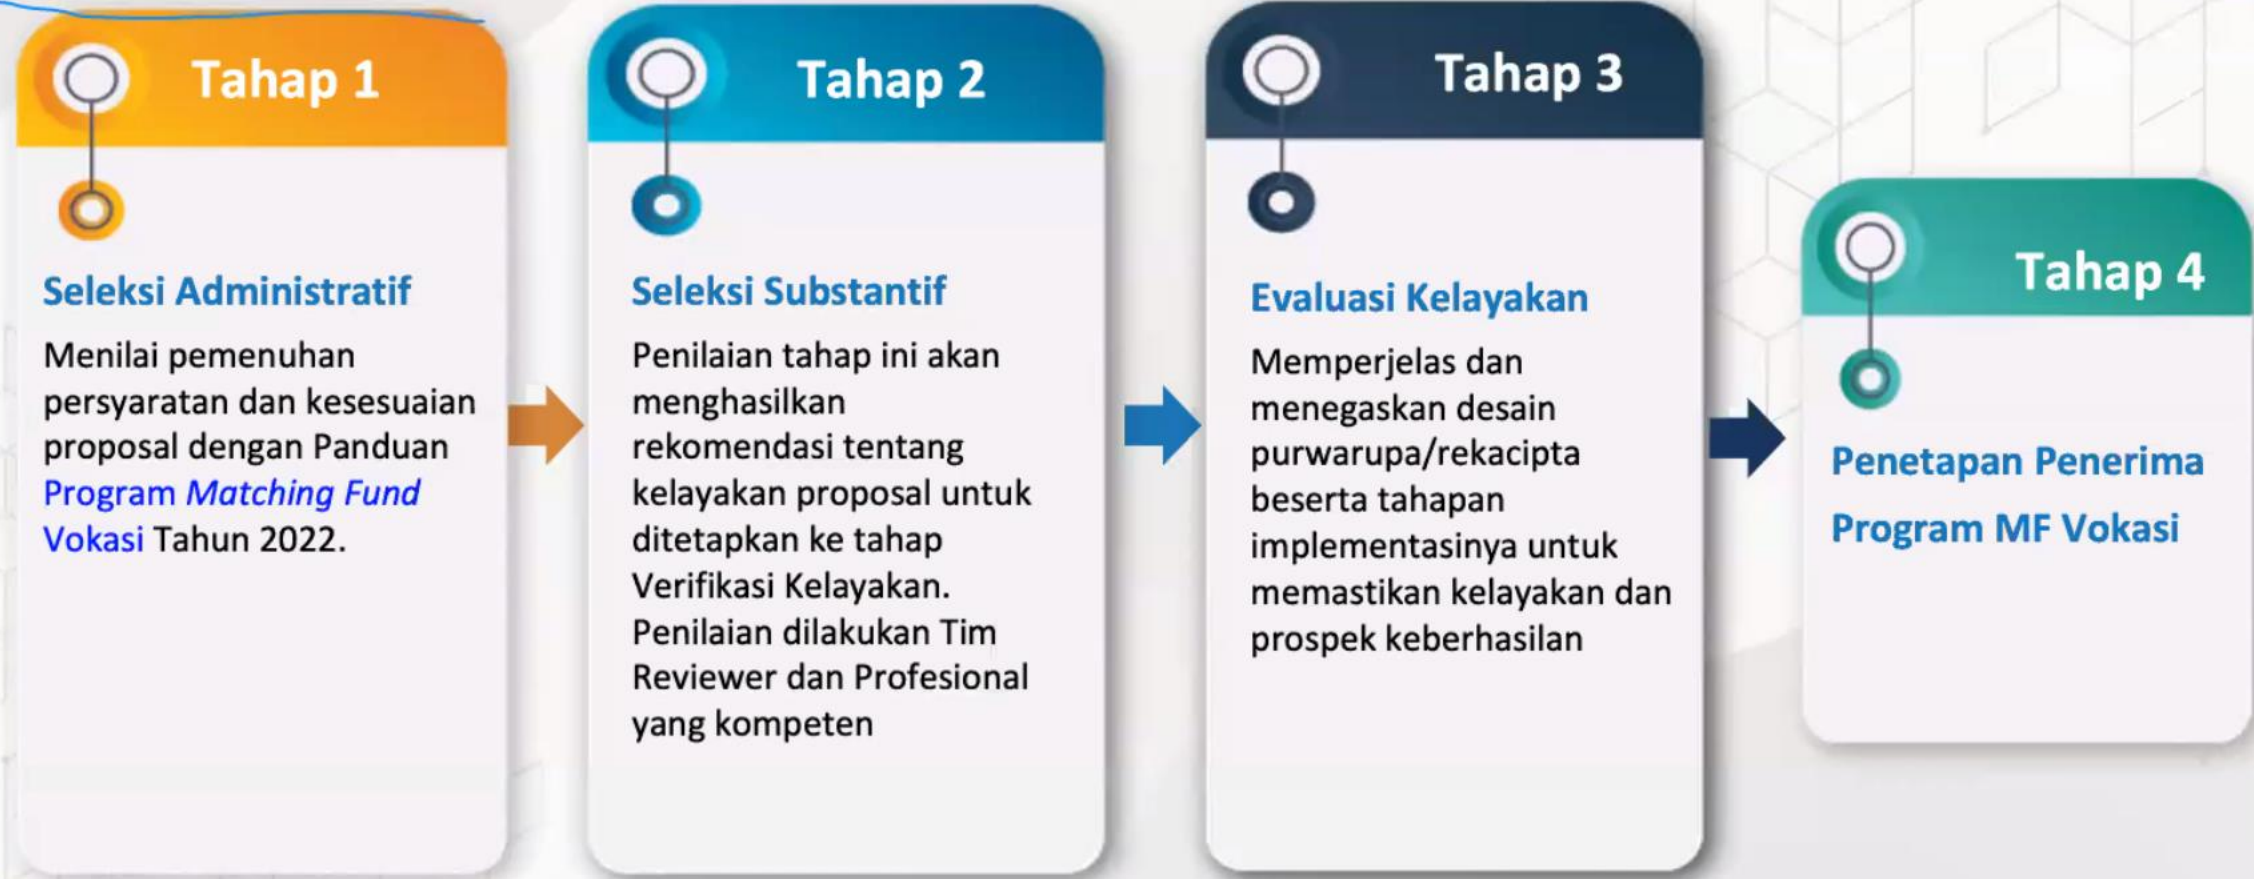 Tahap 1
Seleksi Administratif
Menilai pemenuhan
persyaratan dan kesesuaian
proposal dengan Panduan
Program Matching Fund
Vokasi Tahun 2022.
Tahap 2
Seleksi Substantif
Penilaian tahap ini akan
menghasilkan
rekomendasi tentang
kelayakan proposal untuk
ditetapkan ke tahap
Verifikasi Kelayakan.
Penilaian dilakukan Tim
Reviewer dan Profesional
yang kompeten
Tahap 3
Evaluasi Kelayakan
Memperjelas dan
menegaskan desain
purwarupa/rekacipta
beserta tahapan
implementasinya untuk
memastikan kelayakan dan
prospek keberhasilan
Tahap 4
Penetapan Penerima
Program MF Vokasi